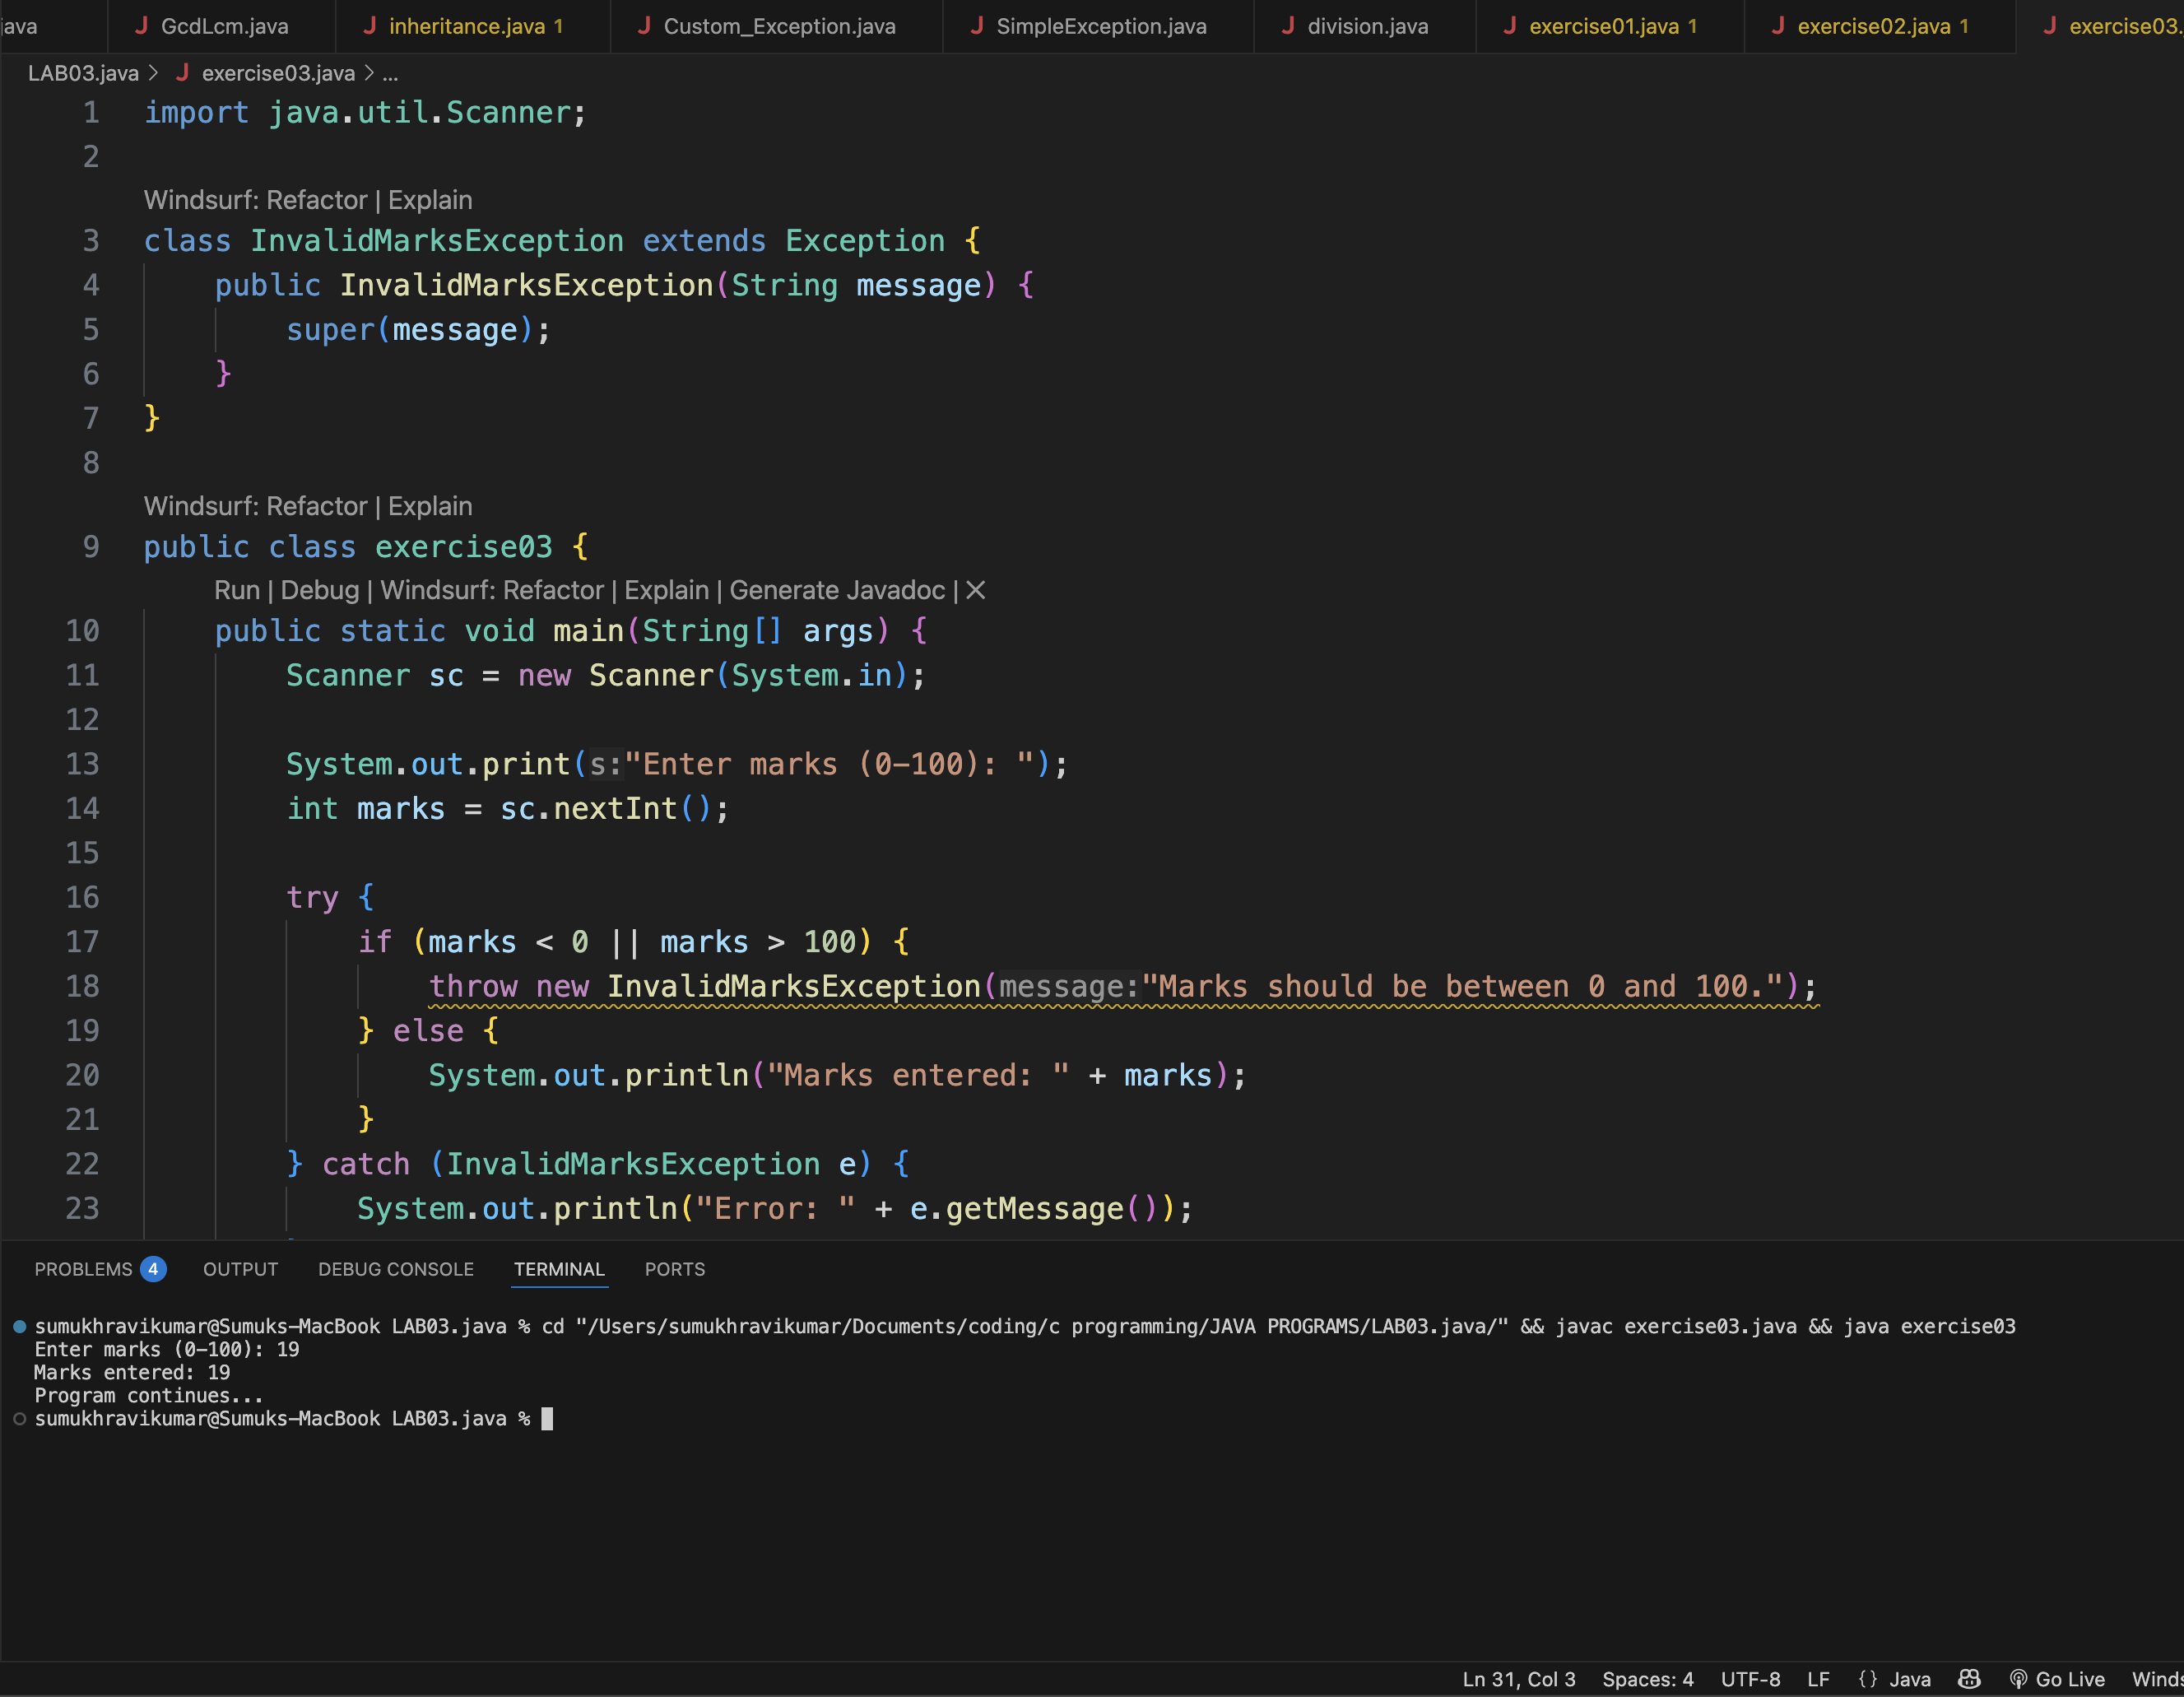 java J GcdLcm.java J inheritance.java 1 J Custom_Exception.java J SimpleException.java J division.java J exercise01.java 1 J exercise02.java 1 J exercise03.
LAB03.java > J exercise03.java > ...
1 import java.util.Scanner;
2
Windsurf: Refactor | Explain
3 class InvalidMarksException extends Exception {
4 public InvalidMarksException(String message) {
5 super(message);
6 }
7 }
8
Windsurf: Refactor | Explain
9 public class exercise03 {
Run | Debug | Windsurf: Refactor | Explain | Generate Javadoc | ×
10 public static void main(String[] args) {
11 Scanner sc = new Scanner(System.in);
12
13 System.out.print(s:"Enter marks (0-100): ");
14 int marks = sc.nextInt();
15
16 try {
17 if (marks < 0 || marks > 100) {
18 throw new InvalidMarksException(message:"Marks should be between 0 and 100.");
19 } else {
20 System.out.println("Marks entered: " + marks);
21 }
22 } catch (InvalidMarksException e) {
23 System.out.println("Error: " + e.getMessage());
PROBLEMS 4 OUTPUT DEBUG CONSOLE TERMINAL PORTS
sumukhravikumar@Sumuks-MacBook LAB03.java % cd "/Users/sumukhravikumar/Documents/coding/c programming/JAVA PROGRAMS/LAB03.java/" && javac exercise03.java && java exercise03
Enter marks (0-100): 19
Marks entered: 19
Program continues...
sumukhravikumar@Sumuks-MacBook LAB03.java %
Ln 31, Col 3 Spaces: 4 UTF-8 LF {} Java Go Live Winds